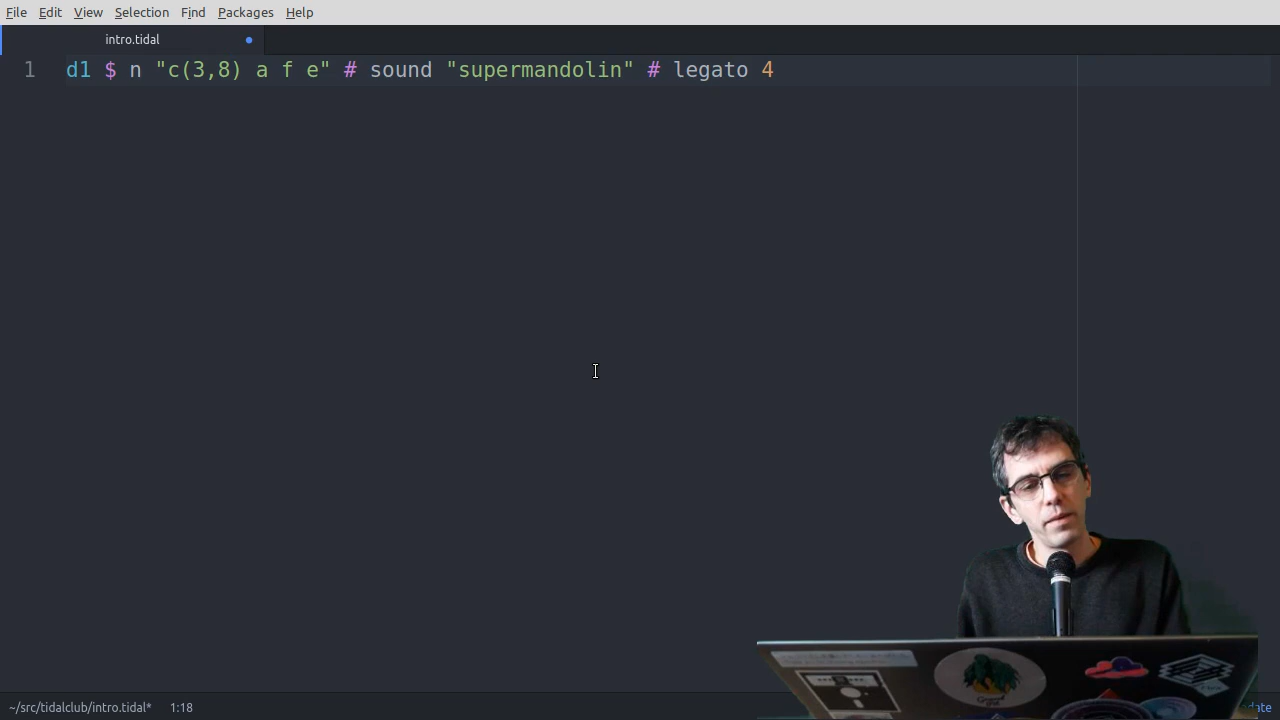 File Edit View Selection Find Packages Help
intro.tidal
1 d1 $ n "c(3,8) a f e" # sound "supermandolin" # legato 4
~/src/tidalclub/intro.tidal* 1:18